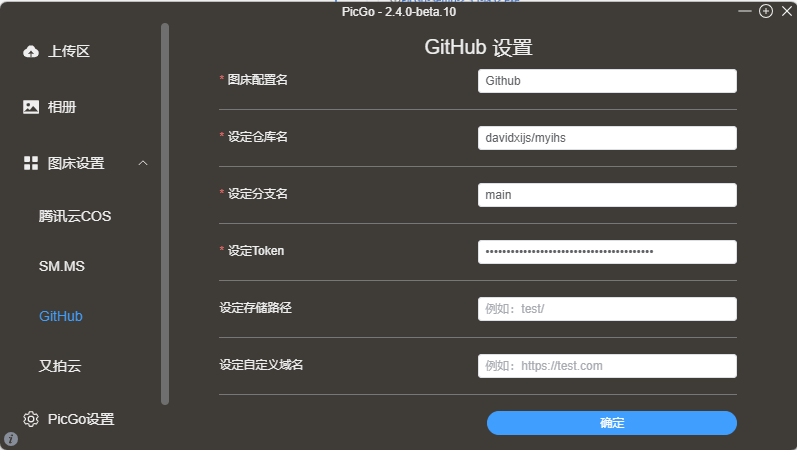 PicGo - 2.4.0-beta.10
上传区
相册
图床设置
腾讯云COS
SM.MS
GitHub
又拍云
PicGo设置
GitHub 设置
* 图床配置名
Github
* 设定仓库名
davidxijs/myihs
* 设定分支名
main
* 设定Token
设定存储路径
例如：test/
设定自定义域名
例如：https://test.com
确定